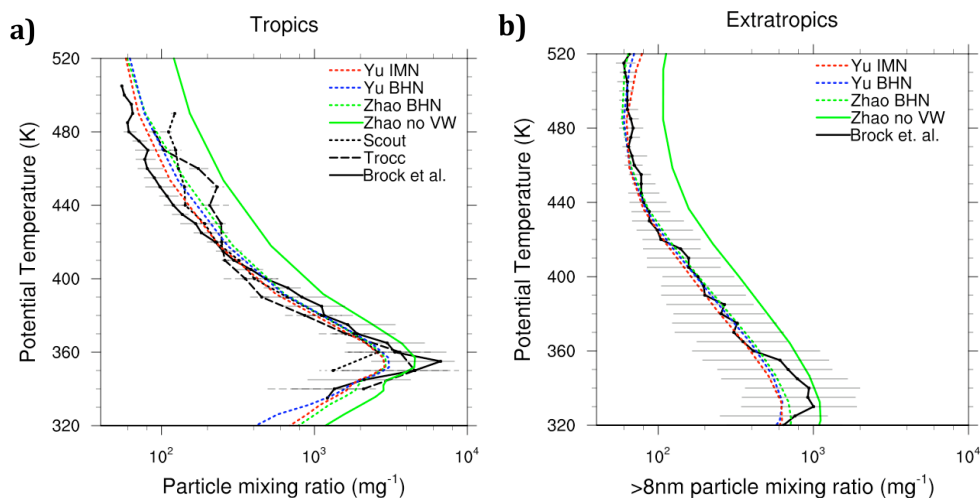 a)
Tropics
520
480
440
400
360
320
Potential Temperature (K)
Yu IMN
Yu BHN
Zhao BHN
Zhao no VW
Scout
Trocc
Brock et al.
10²
10³
10⁴
Particle mixing ratio (mg⁻¹)
b)
Extratropics
520
480
440
400
360
320
Potential Temperature (K)
Yu IMN
Yu BHN
Zhao BHN
Zhao no VW
Brock et. al.
10²
10³
10⁴
>8nm particle mixing ratio (mg⁻¹)